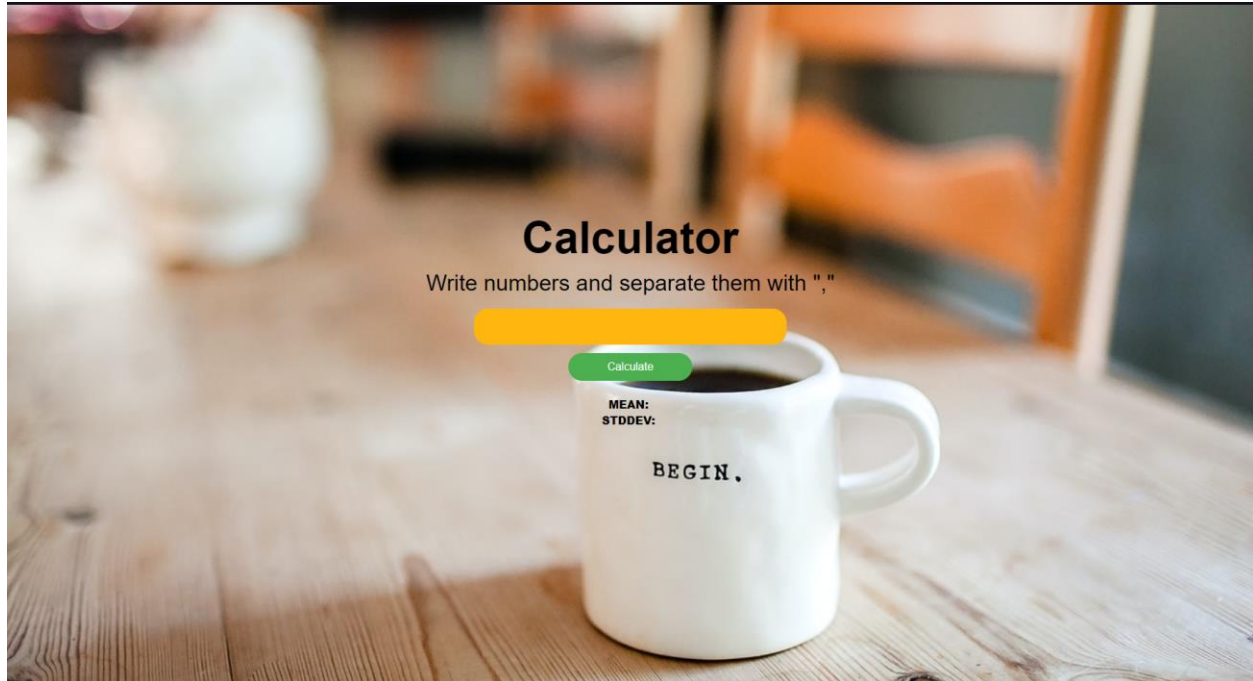 Calculator
Write numbers and separate them with ","
Calculate
MEAN:
STDDEV:
BEGIN.